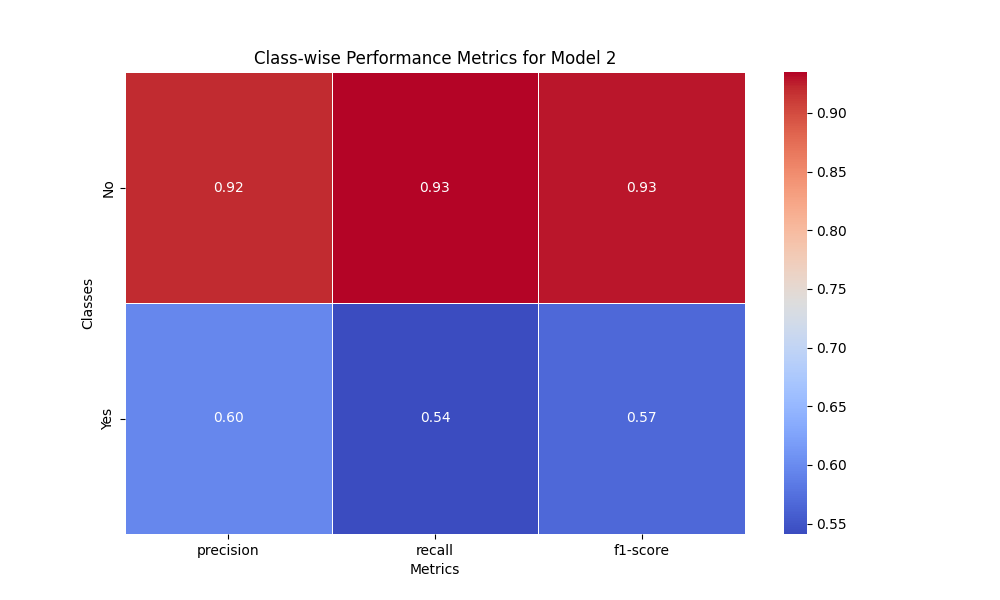 Class-wise Performance Metrics for Model 2
No
Yes
Classes
0.92 0.93 0.93
0.60 0.54 0.57
precision recall f1-score
Metrics
0.90
0.85
0.80
0.75
0.70
0.65
0.60
0.55